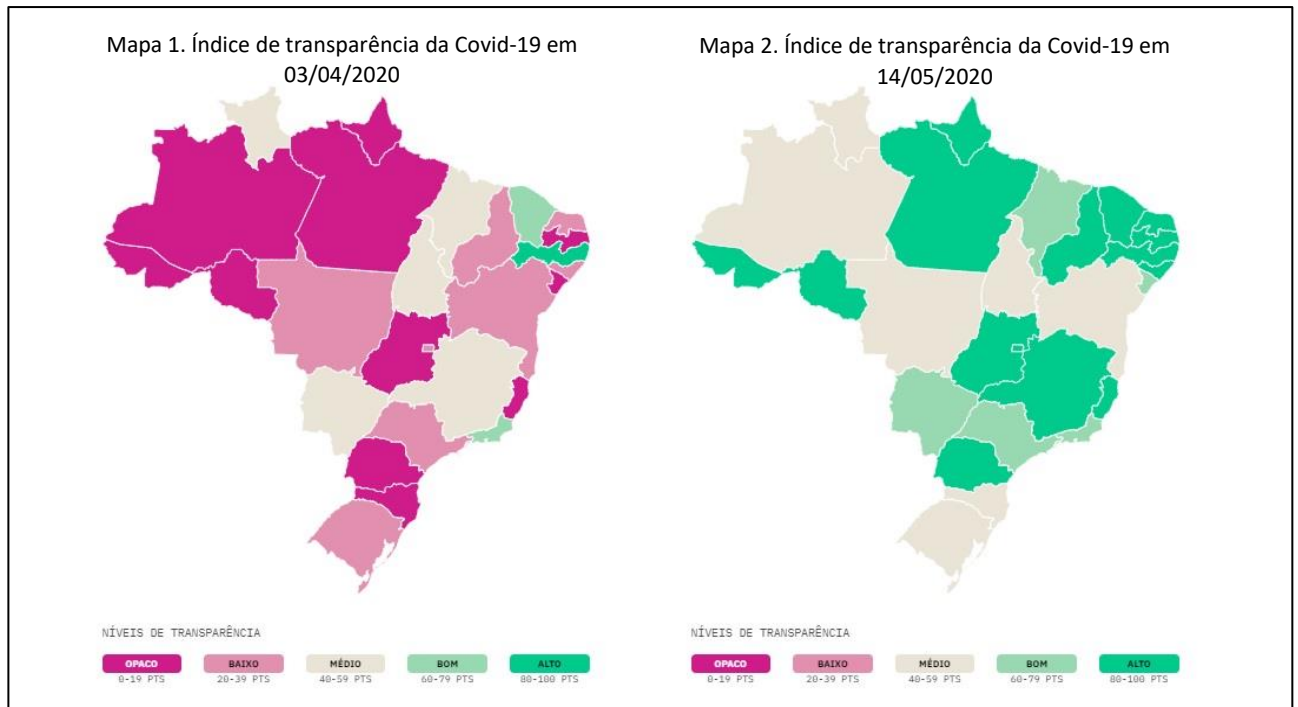 Mapa 1. Índice de transparência da Covid-19 em
03/04/2020
Mapa 2. Índice de transparência da Covid-19 em
14/05/2020
NÍVEIS DE TRANSPARÊNCIA
OPACO BAIXO MÉDIO BOM ALTO
0-19 PTS 20-39 PTS 40-59 PTS 60-79 PTS 80-100 PTS
NÍVEIS DE TRANSPARÊNCIA
OPACO BAIXO MÉDIO BOM ALTO
0-19 PTS 20-39 PTS 40-59 PTS 60-79 PTS 80-100 PTS